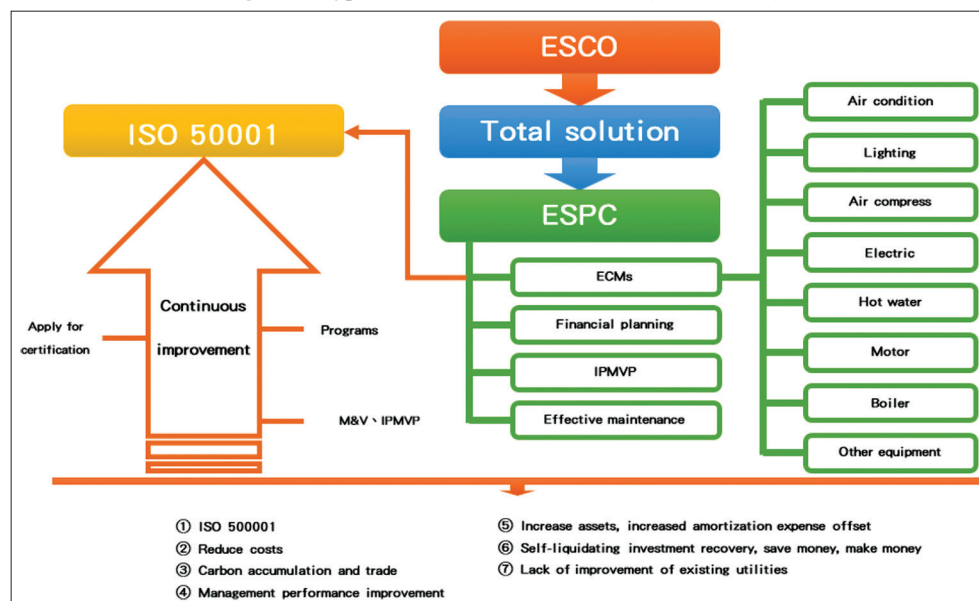 ESCO
Total solution
ESPC
ISO 50001
Continuous
improvement
Apply for
certification
Programs
M&V、IPMVP
ECMs
Financial planning
IPMVP
Effective maintenance
Air condition
Lighting
Air compress
Electric
Hot water
Motor
Boiler
Other equipment
① ISO 500001
② Reduce costs
③ Carbon accumulation and trade
④ Management performance improvement
⑤ Increase assets, increased amortization expense offset
⑥ Self-liquidating investment recovery, save money, make money
⑦ Lack of improvement of existing utilities